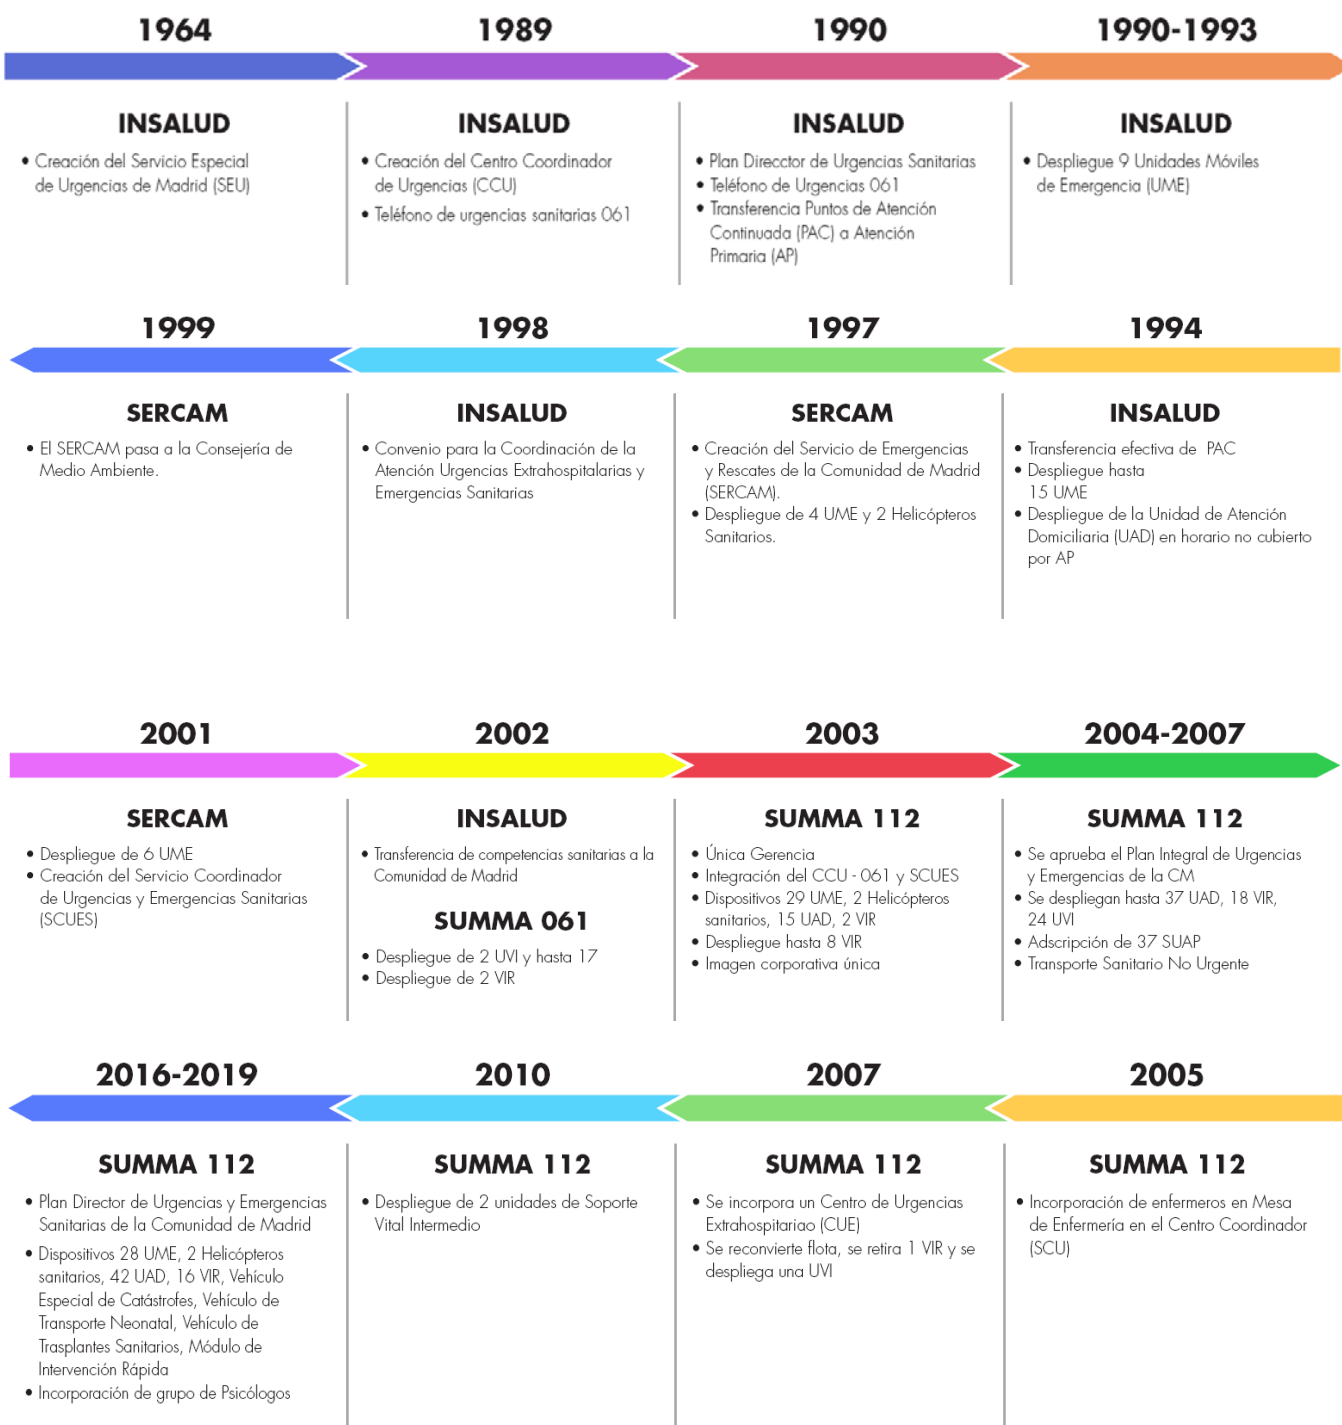 1964
INSALUD
• Creación del Servicio Especial
de Urgencias de Madrid (SEU)
1989
INSALUD
• Creación del Centro Coordinador
de Urgencias (CCU)
• Teléfono de urgencias sanitarias 061
1990
INSALUD
• Plan Direcctor de Urgencias Sanitarias
• Teléfono de Urgencias 061
• Transferencia Puntos de Atención
Continuada (PAC) a Atención
Primaria (AP)
1990-1993
INSALUD
• Despliegue 9 Unidades Móviles
de Emergencia (UME)
1999
SERCAM
• El SERCAM pasa a la Consejería de
Medio Ambiente.
1998
INSALUD
• Convenio para la Coordinación de la
Atención Urgencias Extrahospitalarias y
Emergencias Sanitarias
1997
SERCAM
• Creación del Servicio de Emergencias
y Rescates de la Comunidad de Madrid
(SERCAM).
• Despliegue de 4 UME y 2 Helicópteros
Sanitarios.
1994
INSALUD
• Transferencia efectiva de PAC
• Despliegue hasta
15 UME
• Despliegue de la Unidad de Atención
Domiciliaria (UAD) en horario no cubierto
por AP
2001
SERCAM
• Despliegue de 6 UME
• Creación del Servicio Coordinador
de Urgencias y Emergencias Sanitarias
(SCUES)
2002
INSALUD
• Transferencia de competencias sanitarias a la
Comunidad de Madrid
SUMMA 061
• Despliegue de 2 UVI y hasta 17
• Despliegue de 2 VIR
2003
SUMMA 112
• Única Gerencia
• Integración del CCU - 061 y SCUES
• Dispositivos 29 UME, 2 Helicópteros
sanitarios, 15 UAD, 2 VIR
• Despliegue hasta 8 VIR
• Imagen corporativa única
2004-2007
SUMMA 112
• Se aprueba el Plan Integral de Urgencias
y Emergencias de la CM
• Se despliegan hasta 37 UAD, 18 VIR,
24 UVI
• Adscripción de 37 SUAP
• Transporte Sanitario No Urgente
2016-2019
SUMMA 112
• Plan Director de Urgencias y Emergencias
Sanitarias de la Comunidad de Madrid
• Dispositivos 28 UME, 2 Helicópteros
sanitarios, 42 UAD, 16 VIR, Vehículo
Especial de Catástrofes, Vehículo de
Transporte Neonatal, Vehículo de
Trasplantes Sanitarios, Módulo de
Intervención Rápida
• Incorporación de grupo de Psicólogos
2010
SUMMA 112
• Despliegue de 2 unidades de Soporte
Vital Intermedio
2007
SUMMA 112
• Se incorpora un Centro de Urgencias
Extrahospitariao (CUE)
• Se reconvierte flota, se retira 1 VIR y se
despliega una UVI
2005
SUMMA 112
• Incorporación de enfermeros en Mesa
de Enfermería en el Centro Coordinador
(SCU)